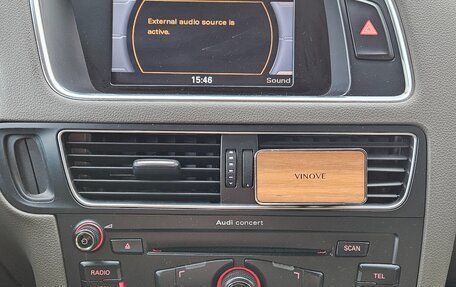 External audio source is
active.
15:46
Sound
VINOVE
Audi concert
SCAN
RADIO
TEL